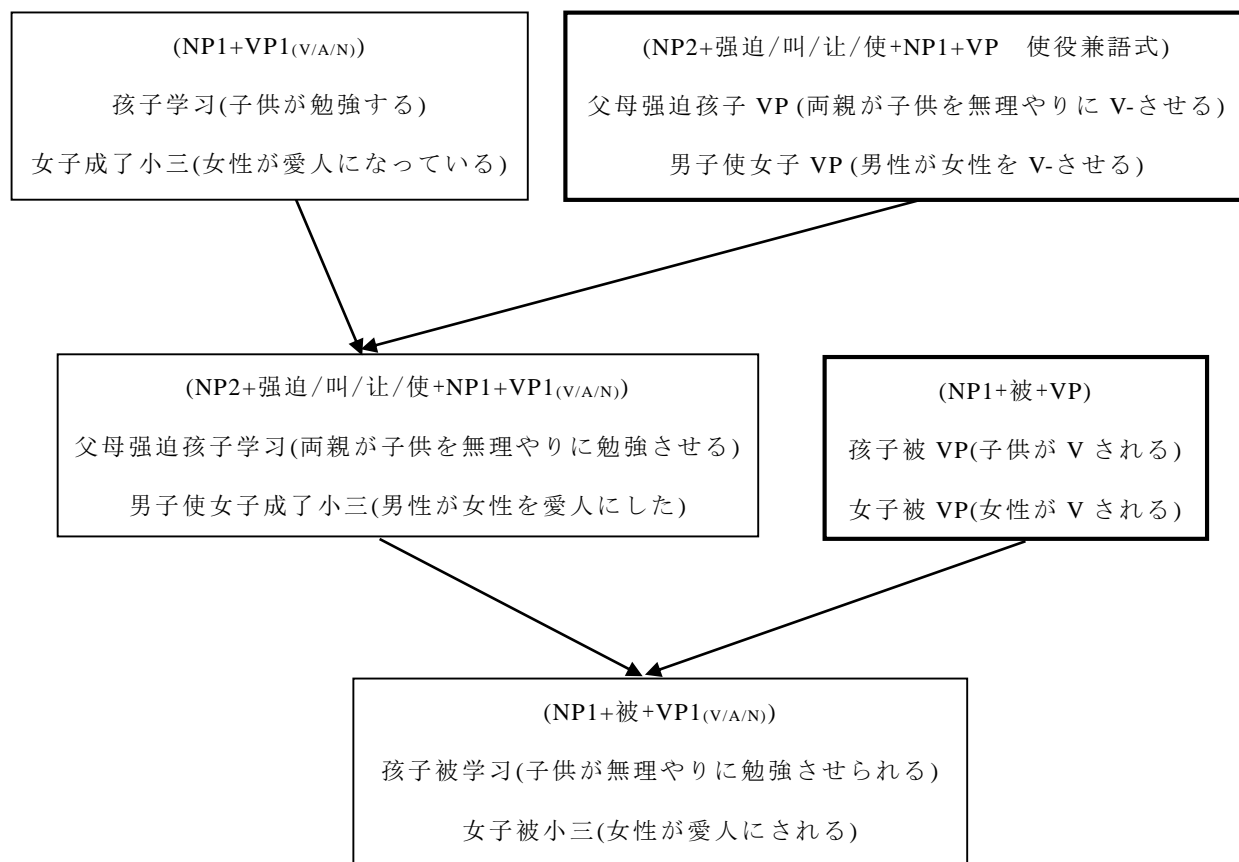 (NP1+VP1(V/A/N))
孩子学习(子供が勉強する)
女子成了小三(女性が愛人になっている)
(NP2+强迫/叫/让/使+NP1+VP　使役兼語式)
父母强迫孩子 VP (両親が子供を無理やりに V-させる)
男子使女子 VP (男性が女性を V-させる)
(NP2+强迫/叫/让/使+NP1+VP1(V/A/N))
父母强迫孩子学习(両親が子供を無理やりに勉強させる)
男子使女子成了小三(男性が女性を愛人にした)
(NP1+被+VP)
孩子被 VP(子供が V される)
女子被 VP(女性が V される)
(NP1+被+VP1(V/A/N))
孩子被学习(子供が無理やりに勉強させられる)
女子被小三(女性が愛人にされる)